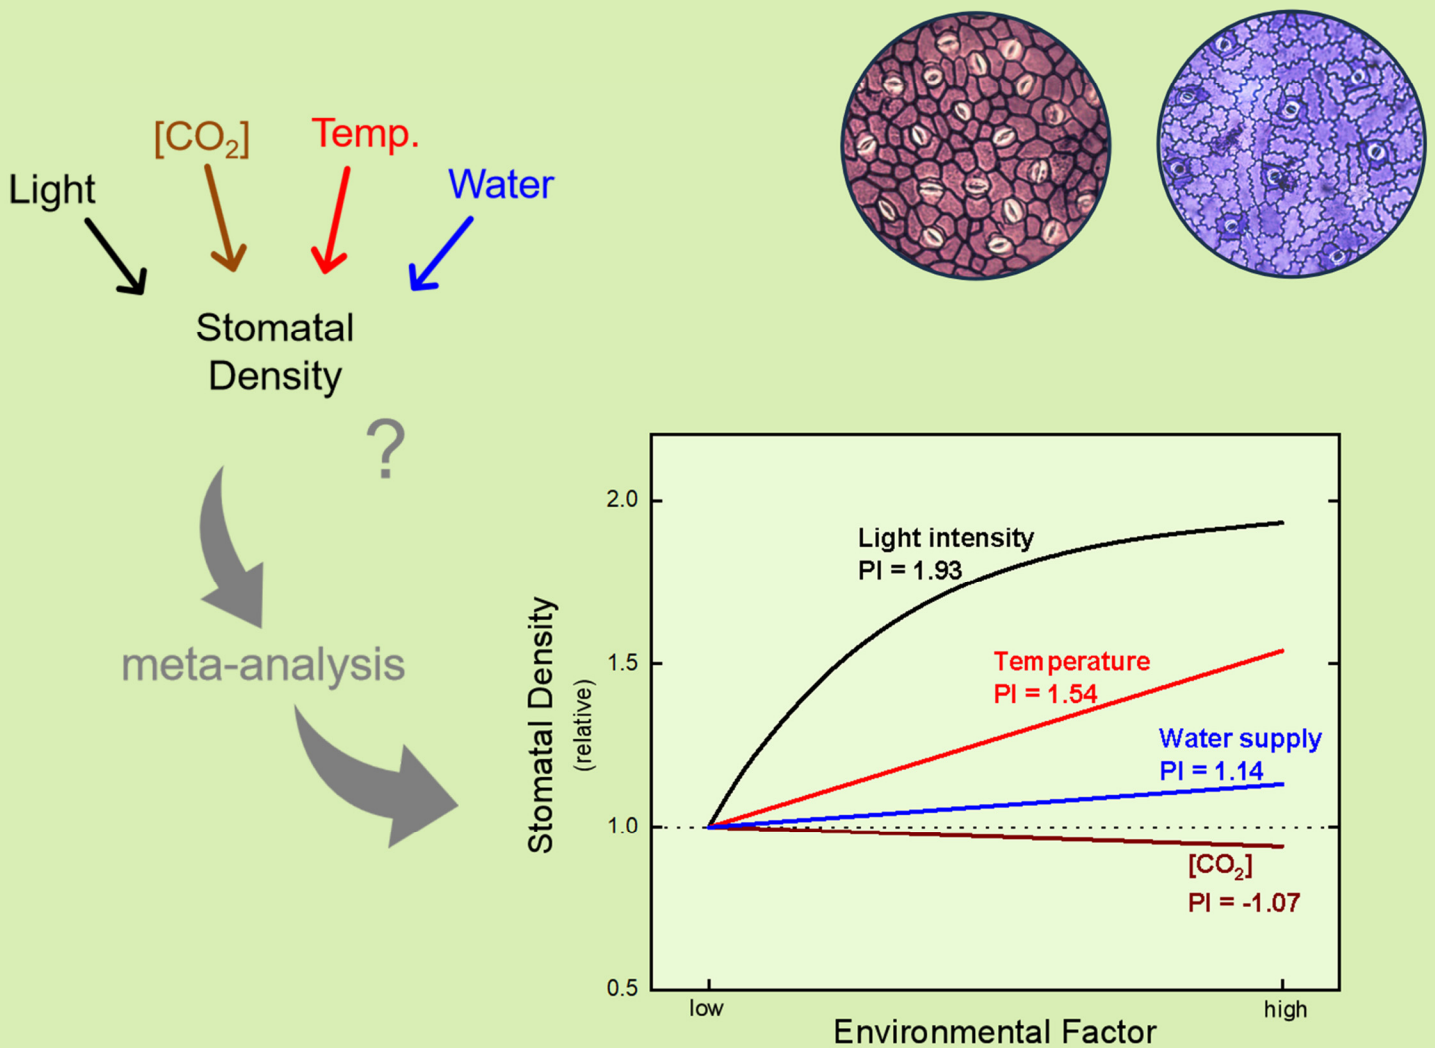 Light
[CO₂]
Temp.
Water
Stomatal
Density
?
meta-analysis
Stomatal Density
(relative)
2.0
1.5
1.0
0.5
Light intensity
PI = 1.93
Temperature
PI = 1.54
Water supply
PI = 1.14
[CO₂]
PI = -1.07
low
high
Environmental Factor